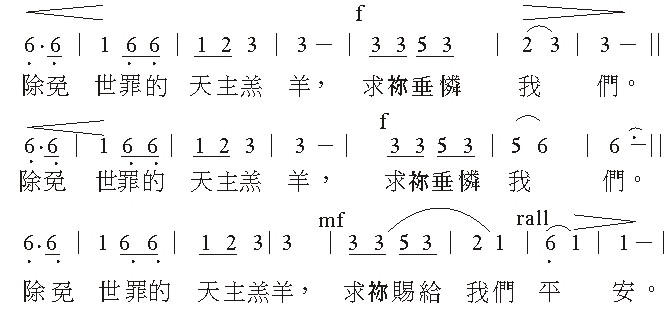 f
6·6 | 1 6 6 | 1 2 3 | 3 － | 3 3 5 3 | 2 3 | 3 － ||
除免 世罪的 天主羔 羊， 求祢垂憐 我 們。
f
6·6 | 1 6 6 | 1 2 3 | 3 － | 3 3 5 3 | 5 6 | 6 － ||
除免 世罪的 天主羔 羊， 求祢垂憐 我 們。
mf rall
6·6 | 1 6 6 | 1 2 3 | 3 | 3 3 5 3 | 2 1 | 6 1 | 1 － |
除免 世罪的 天主羔羊， 求祢賜給 我們 平 安。